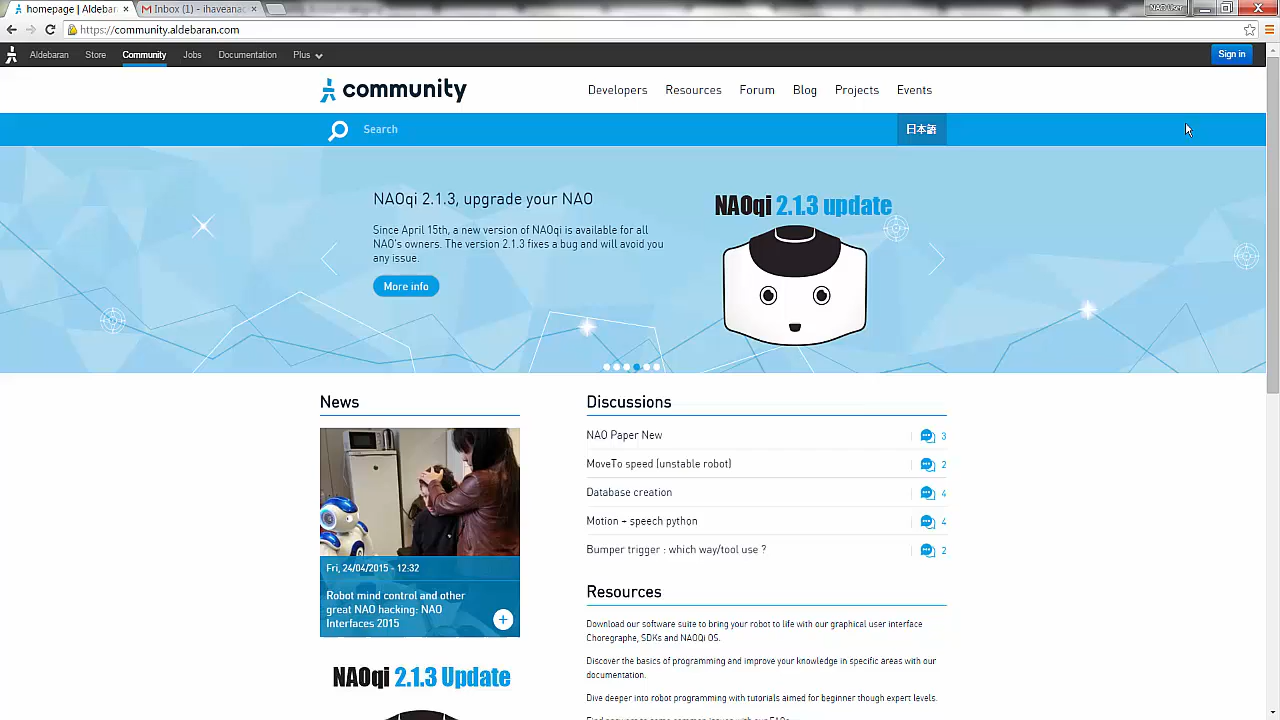 homepage | Aldebar
Inbox (1) - ihaveanao
NAO User
https://community.aldebaran.com
Aldebaran Store Community Jobs Documentation Plus
Sign in
community
Developers Resources Forum Blog Projects Events
Search
日本語
NAOqi 2.1.3, upgrade your NAO
Since April 15th, a new version of NAOqi is available for all
NAO's owners. The version 2.1.3 fixes a bug and will avoid you
any issue.
More info
NAOqi 2.1.3 update
News
Fri, 24/04/2015 - 12:32
Robot mind control and other
great NAO hacking: NAO
Interfaces 2015
NAOqi 2.1.3 Update
Discussions
NAO Paper New 3
MoveTo speed (unstable robot) 2
Database creation 4
Motion + speech python 4
Bumper trigger : which way/tool use ? 2
Resources
Download our software suite to bring your robot to life with our graphical user interface
Choregraphe, SDKs and NAOQi OS.
Discover the basics of programming and improve your knowledge in specific areas with our
documentation.
Dive deeper into robot programming with tutorials aimed for beginner though expert levels.